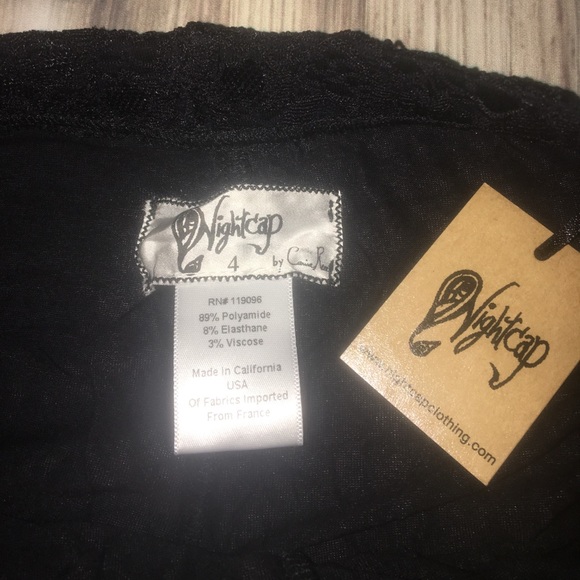 Nightcap
4
by
RN# 119096
89% Polyamide
8% Elasthane
3% Viscose
Made in California
USA
Of Fabrics Imported
From France
Nightcap
www.nightcapclothing.com